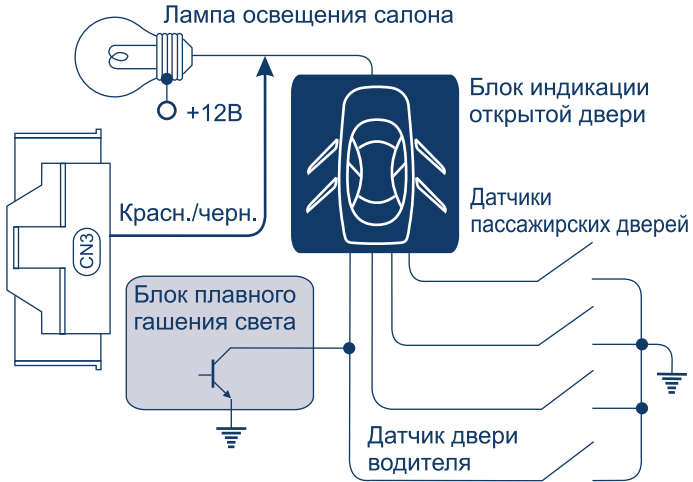 Лампа освещения салона
Блок индикации
открытой двери
+12В
Датчики
пассажирских дверей
Красн./черн.
CN3
Блок плавного
гашения света
Датчик двери
водителя